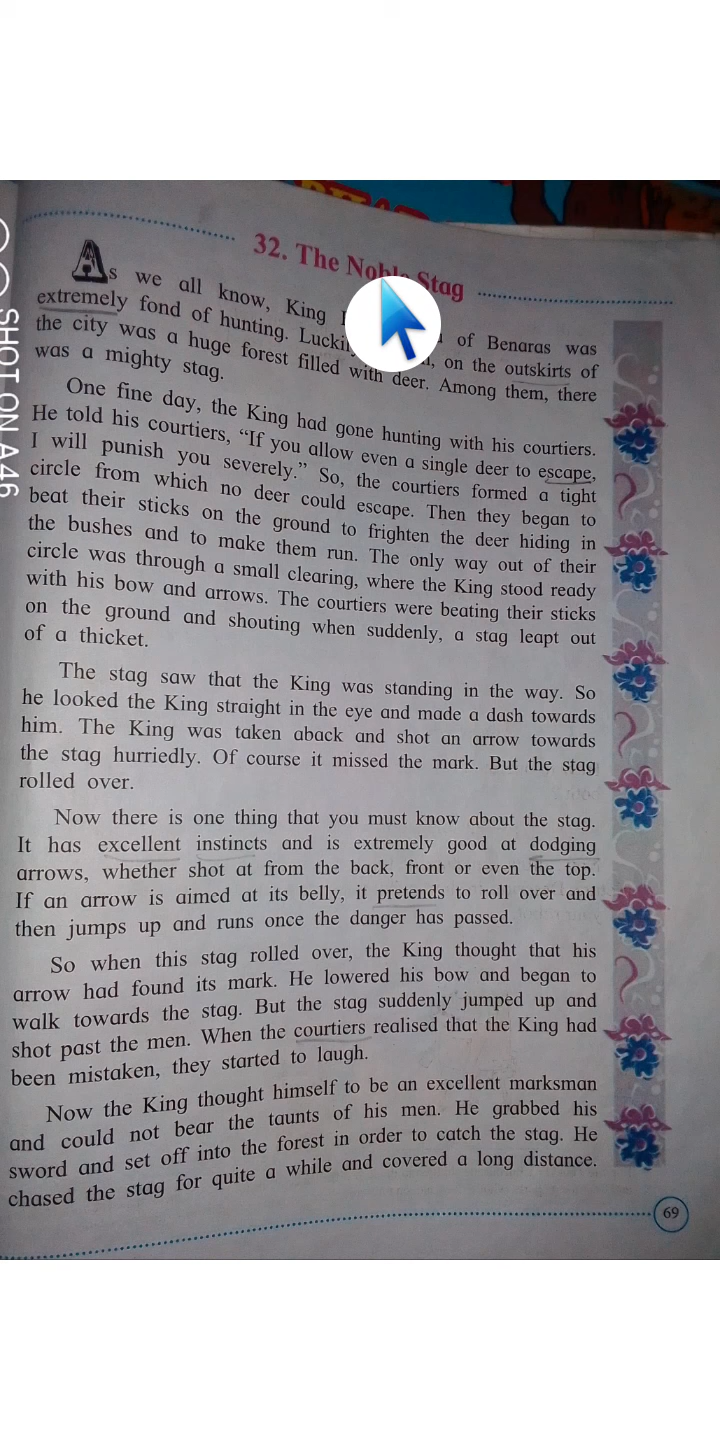 32. The Noble Stag
As we all know, King of Benaras was
extremely fond of hunting. on the outskirts of
the city was a huge forest filled with deer. Among them, there
was a mighty stag.
One fine day, the King had gone hunting with his courtiers.
He told his courtiers, “If you allow even a single deer to escape,
I will punish you severely.” So, the courtiers formed a tight
circle from which no deer could escape. Then they began to
beat their sticks on the ground to frighten the deer hiding in
the bushes and to make them run. The only way out of their
circle was through a small clearing, where the King stood ready
with his bow and arrows. The courtiers were beating their sticks
on the ground and shouting when suddenly, a stag leapt out
of a thicket.
The stag saw that the King was standing in the way. So
he looked the King straight in the eye and made a dash towards
him. The King was taken aback and shot an arrow towards
the stag hurriedly. Of course it missed the mark. But the stag
rolled over.
Now there is one thing that you must know about the stag.
It has excellent instincts and is extremely good at dodging
arrows, whether shot at from the back, front or even the top.
If an arrow is aimed at its belly, it pretends to roll over and
then jumps up and runs once the danger has passed.
So when this stag rolled over, the King thought that his
arrow had found its mark. He lowered his bow and began to
walk towards the stag. But the stag suddenly jumped up and
shot past the men. When the courtiers realised that the King had
been mistaken, they started to laugh.
Now the King thought himself to be an excellent marksman
and could not bear the taunts of his men. He grabbed his
sword and set off into the forest in order to catch the stag. He
chased the stag for quite a while and covered a long distance.
69
SHOT ON A46